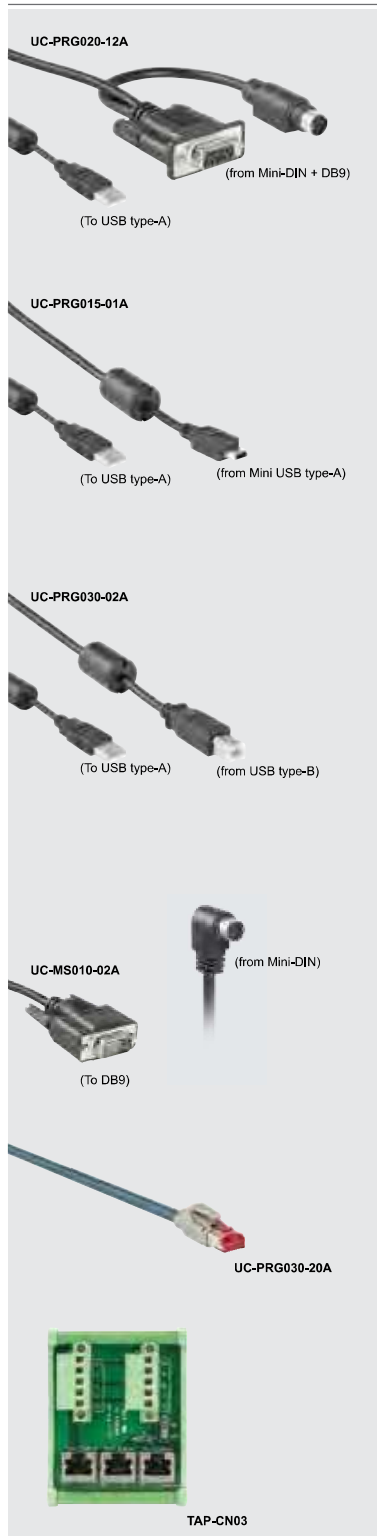 UC-PRG020-12A
(from Mini-DIN + DB9)
(To USB type-A)
UC-PRG015-01A
(To USB type-A)
(from Mini USB type-A)
UC-PRG030-02A
(To USB type-A)
(from USB type-B)
(from Mini-DIN)
UC-MS010-02A
(To DB9)
UC-PRG030-20A
TAP-CN03